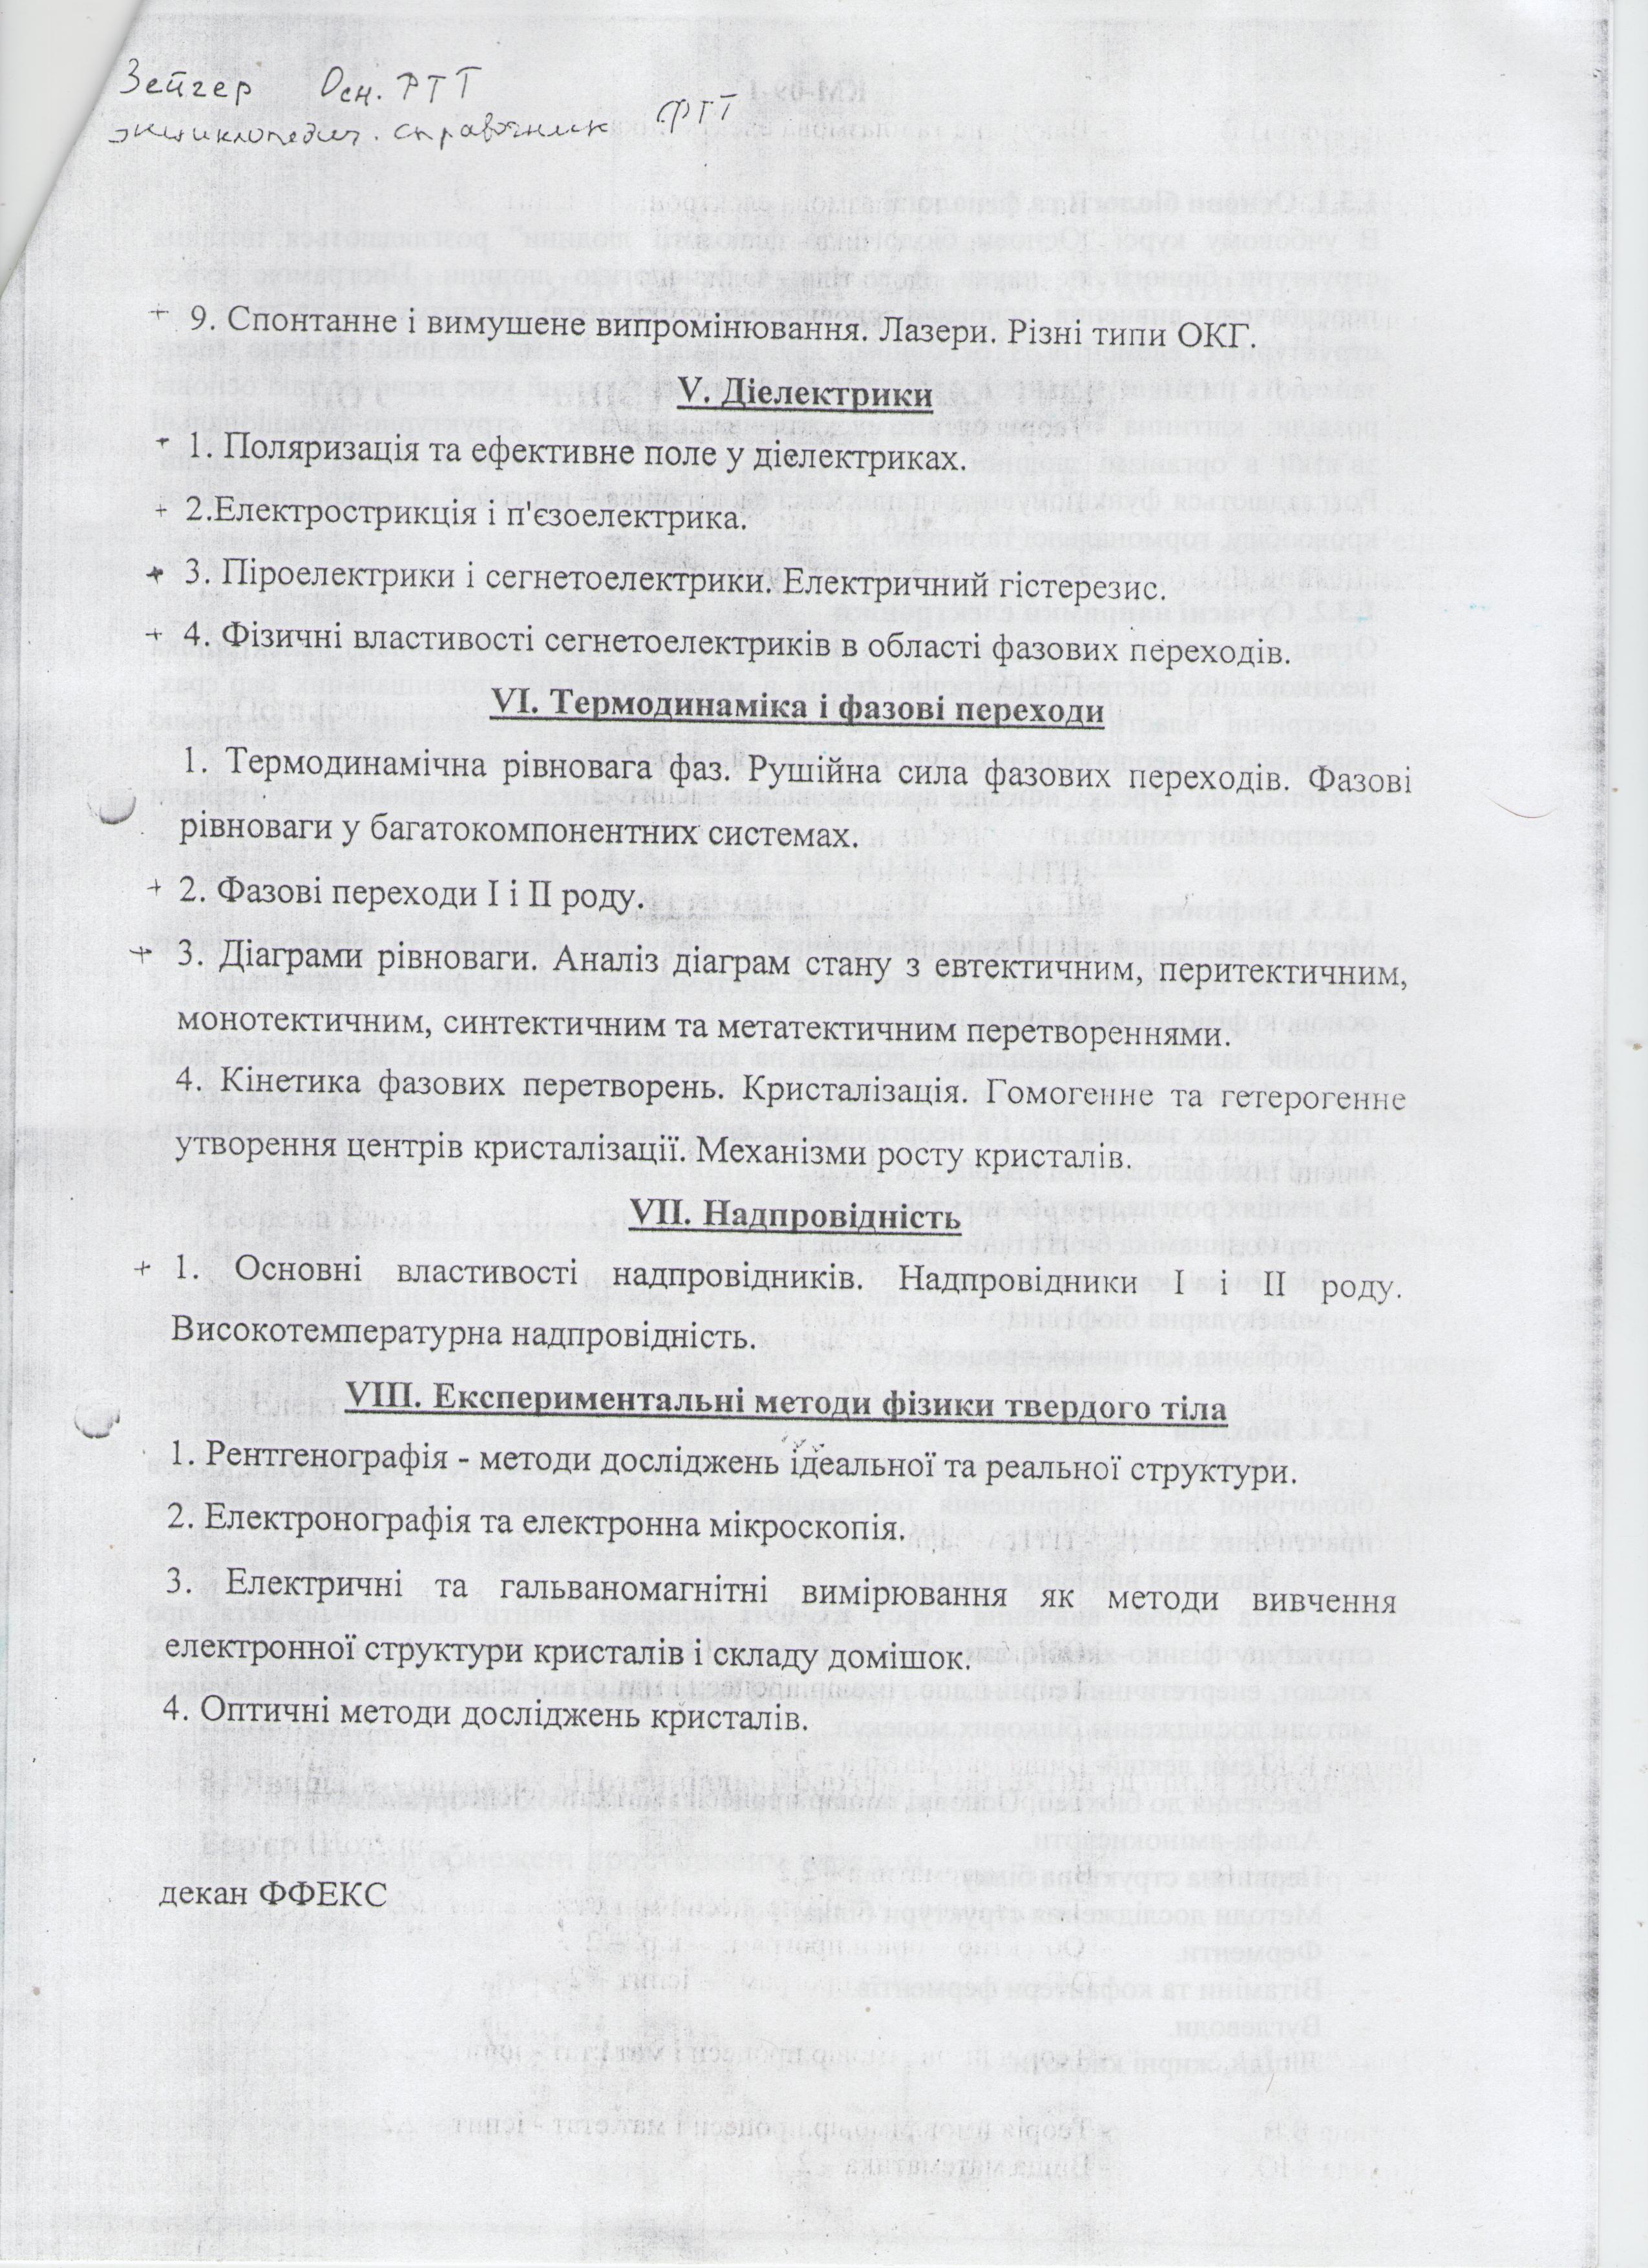 Зейгер Осн. ФТТ
энциклопедич. справочник ФТТ
+ 9. Спонтанне і вимушене випромінювання. Лазери. Різні типи ОКГ.
V. Діелектрики
+ 1. Поляризація та ефективне поле у діелектриках.
+ 2.Електрострикція і п'єзоелектрика.
+ 3. Піроелектрики і сегнетоелектрики. Електричний гістерезис.
+ 4. Фізичні властивості сегнетоелектриків в області фазових переходів.
VI. Термодинаміка і фазові переходи
1. Термодинамічна рівновага фаз. Рушійна сила фазових переходів. Фазові
рівноваги у багатокомпонентних системах.
+ 2. Фазові переходи I і II роду.
+ 3. Діаграми рівноваги. Аналіз діаграм стану з евтектичним, перитектичним,
монотектичним, синтектичним та метатектичним перетвореннями.
4. Кінетика фазових перетворень. Кристалізація. Гомогенне та гетерогенне
утворення центрів кристалізації. Механізми росту кристалів.
VII. Надпровідність
+ 1. Основні властивості надпровідників. Надпровідники I і II роду.
Високотемпературна надпровідність.
VIII. Експериментальні методи фізики твердого тіла
1. Рентгенографія - методи досліджень ідеальної та реальної структури.
2. Електронографія та електронна мікроскопія.
3. Електричні та гальваномагнітні вимірювання як методи вивчення
електронної структури кристалів і складу домішок.
4. Оптичні методи досліджень кристалів.
декан ФФЕКС